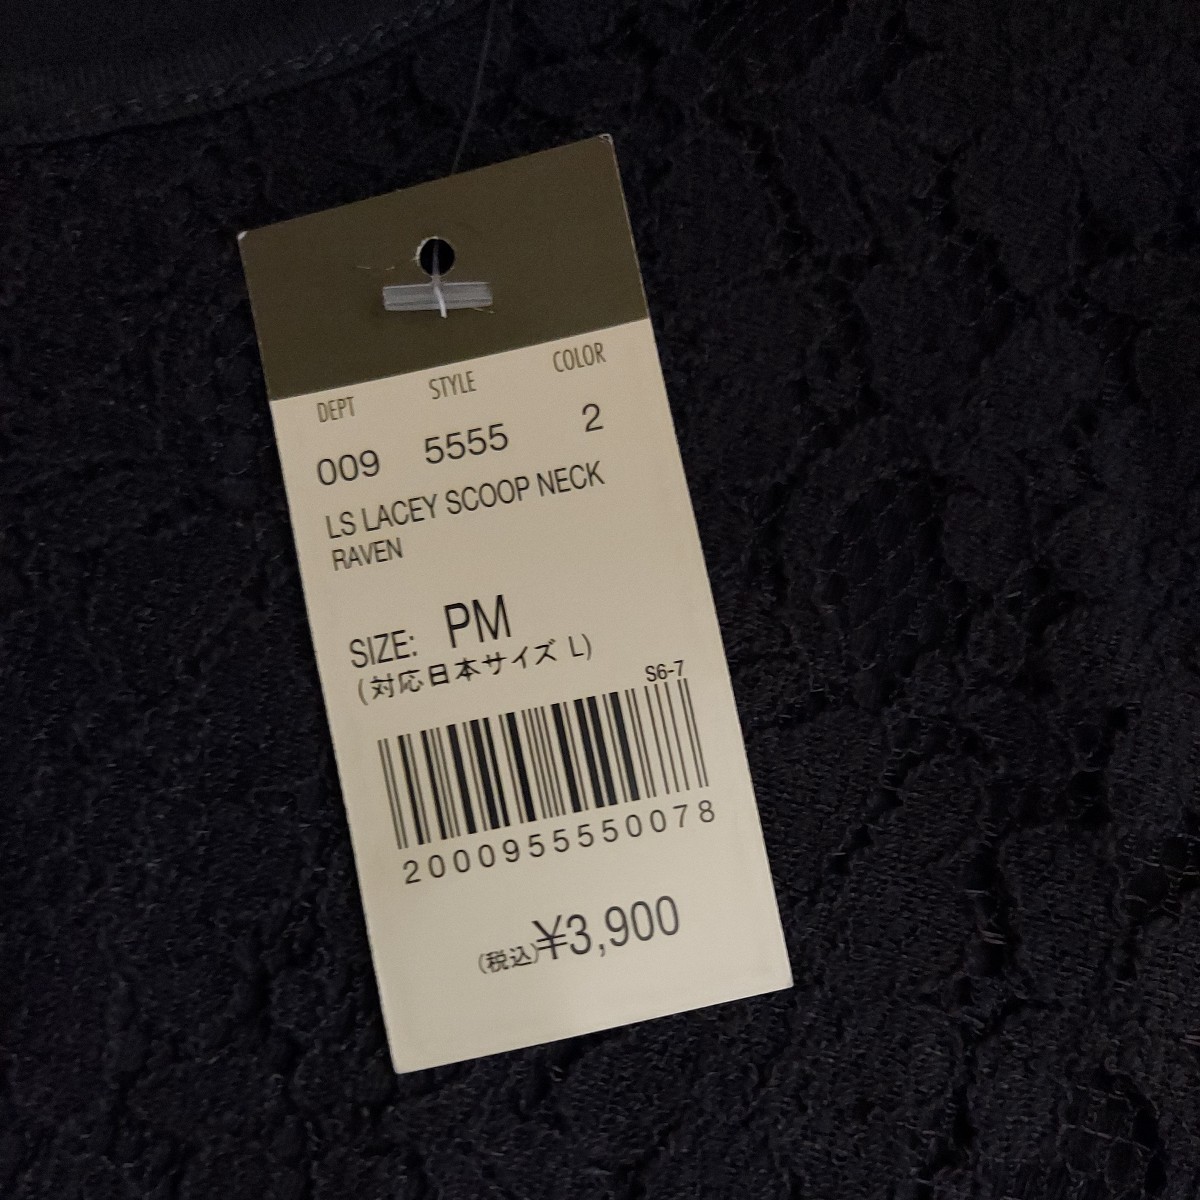 DEPT STYLE COLOR
009 5555 2
LS LACEY SCOOP NECK
RAVEN
SIZE: PM
(対応日本サイズ L)
S6-7
2000955550078
(税込)¥3,900